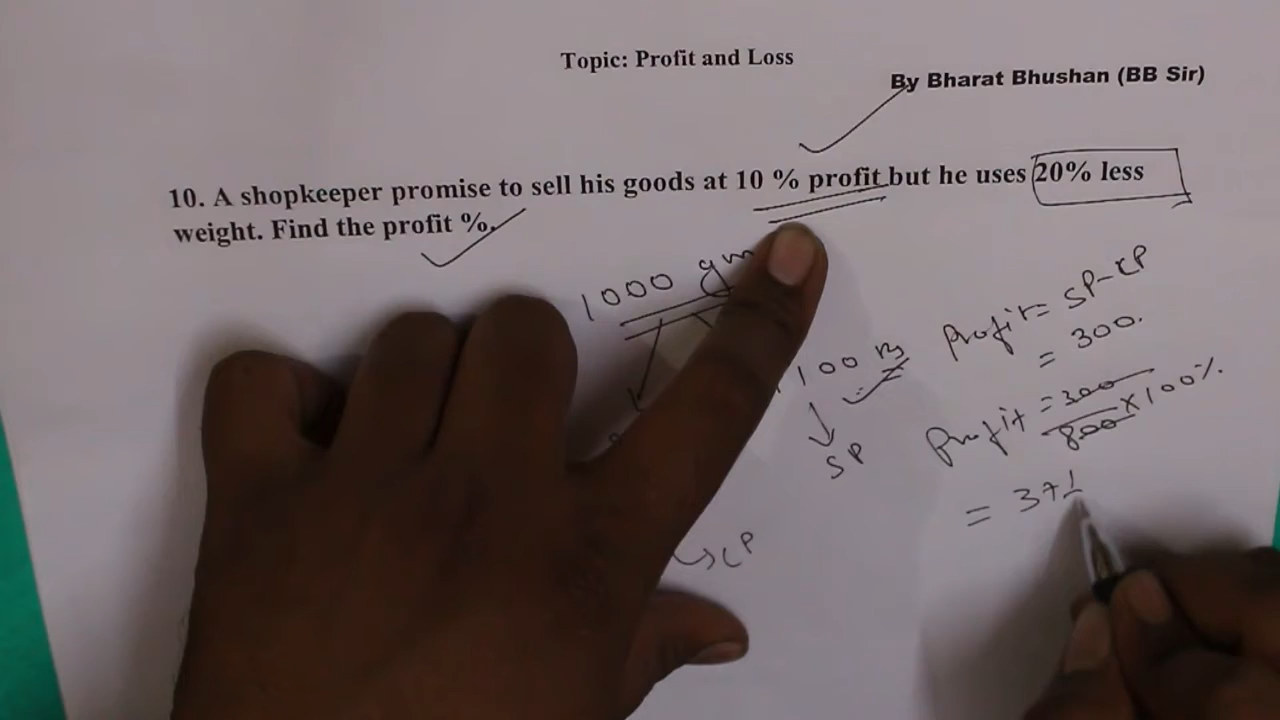 Topic: Profit and Loss
By Bharat Bhushan (BB Sir)
10. A shopkeeper promise to sell his goods at 10 % profit but he uses 20% less
weight. Find the profit %.
1000 gm
100 Rs
SP
CP
Profit = SP-CP
= 300.
Profit = 300/800 × 100%
= 37 1